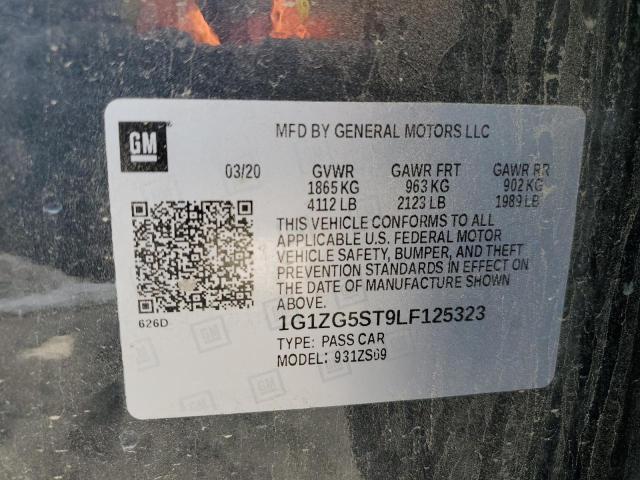 GM
MFD BY GENERAL MOTORS LLC
03/20 GVWR GAWR FRT GAWR RR
1865 KG 963 KG 902 KG
4112 LB 2123 LB 1989 LB
THIS VEHICLE CONFORMS TO ALL
APPLICABLE U.S. FEDERAL MOTOR
VEHICLE SAFETY, BUMPER, AND THEFT
PREVENTION STANDARDS IN EFFECT ON
THE DATE OF MANUFACTURE SHOWN
ABOVE.
626D
1G1ZG5ST9LF125323
TYPE: PASS CAR
MODEL: 931ZS69